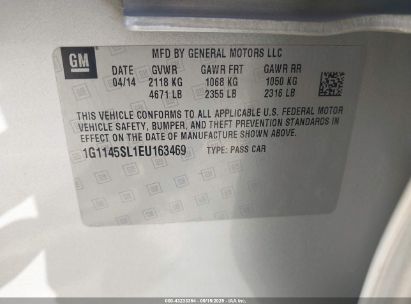 GM
MFD BY GENERAL MOTORS LLC
DATE GVWR GAWR FRT GAWR RR
04/14 2118 KG 1068 KG 1050 KG
4671 LB 2355 LB 2316 LB
THIS VEHICLE CONFORMS TO ALL APPLICABLE U.S. FEDERAL MOTOR
VEHICLE SAFETY, BUMPER, AND THEFT PREVENTION STANDARDS IN
EFFECT ON THE DATE OF MANUFACTURE SHOWN ABOVE.
1G1145SL1EU163469 TYPE: PASS CAR